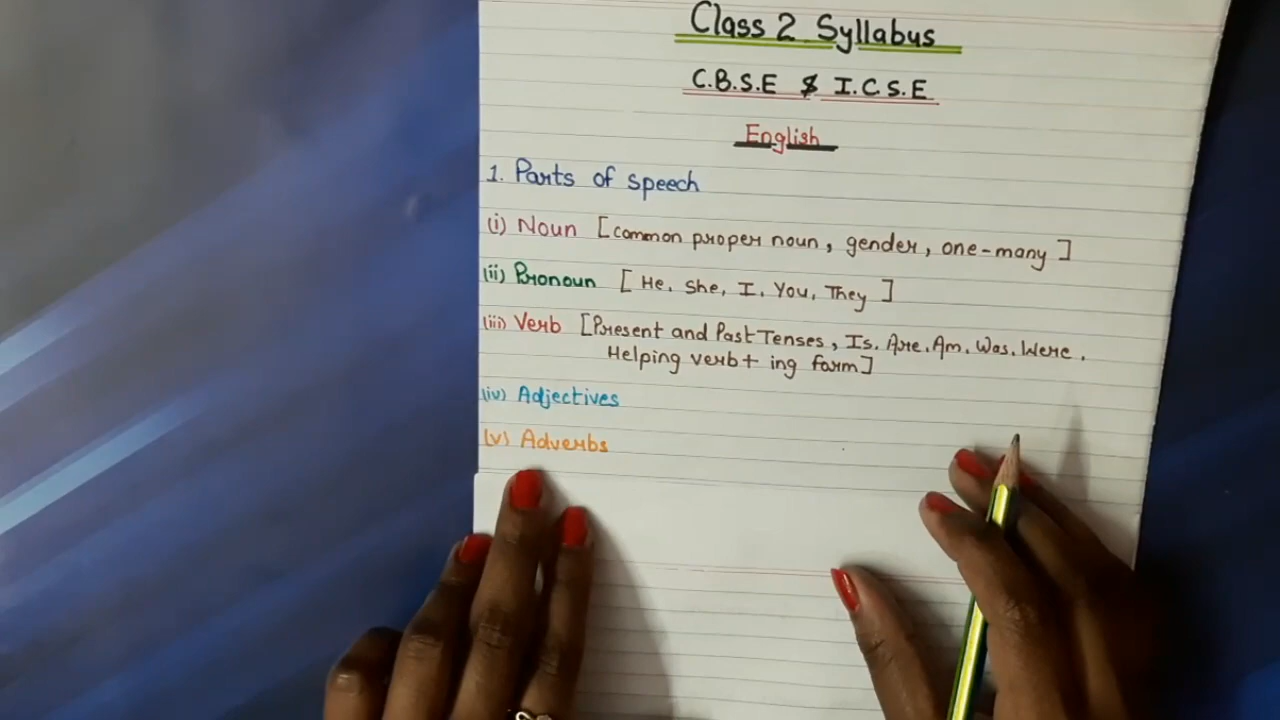 Class 2 Syllabus
C.B.S.E & I.C.S.E
English
1. Parts of speech
(i) Noun [common proper noun, gender, one-many]
(ii) Pronoun [He, She, I, You, They]
(iii) Verb [Present and Past Tenses, Is. Are. Am. Was. Were.
Helping verb + ing form]
(iv) Adjectives
(v) Adverbs